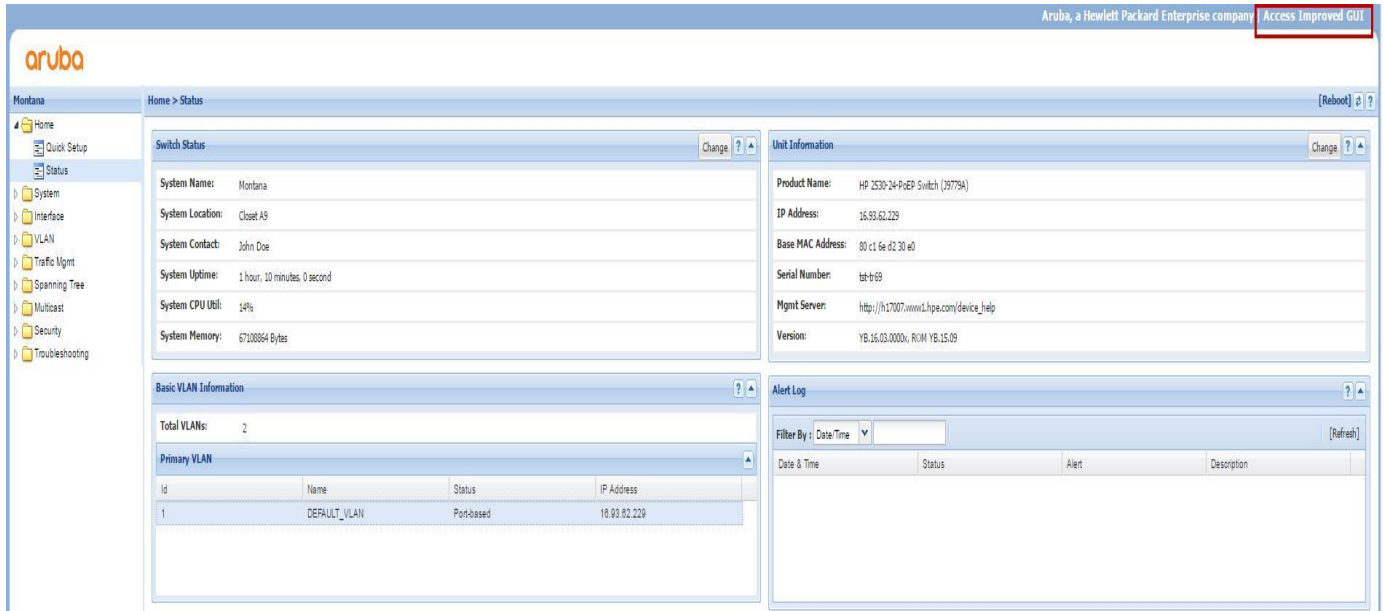 Aruba, a Hewlett Packard Enterprise company | Access Improved GUI
aruba
Montana
Home
Quick Setup
Status
System
Interface
VLAN
Traffic Mgmt
Spanning Tree
Multicast
Security
Troubleshooting
Home > Status
[Reboot] ?
Switch Status Change ?
System Name: Montana
System Location: Closet A9
System Contact: John Doe
System Uptime: 1 hour, 10 minutes, 0 second
System CPU Util: 14%
System Memory: 67108864 Bytes
Unit Information Change ?
Product Name: HP 2530-24-PoEP Switch (J9779A)
IP Address: 16.93.62.229
Base MAC Address: 80 c1 6e d2 30 e0
Serial Number: tst-tr69
Mgmt Server: http://h17007.www1.hpe.com/device_help
Version: YB.16.03.0000x, ROM YB.15.09
Basic VLAN Information ?
Total VLANs: 2
Primary VLAN
Id Name Status IP Address
1 DEFAULT_VLAN Port-based 16.93.62.229
Alert Log ?
Filter By : Date/Time [Refresh]
Date & Time Status Alert Description